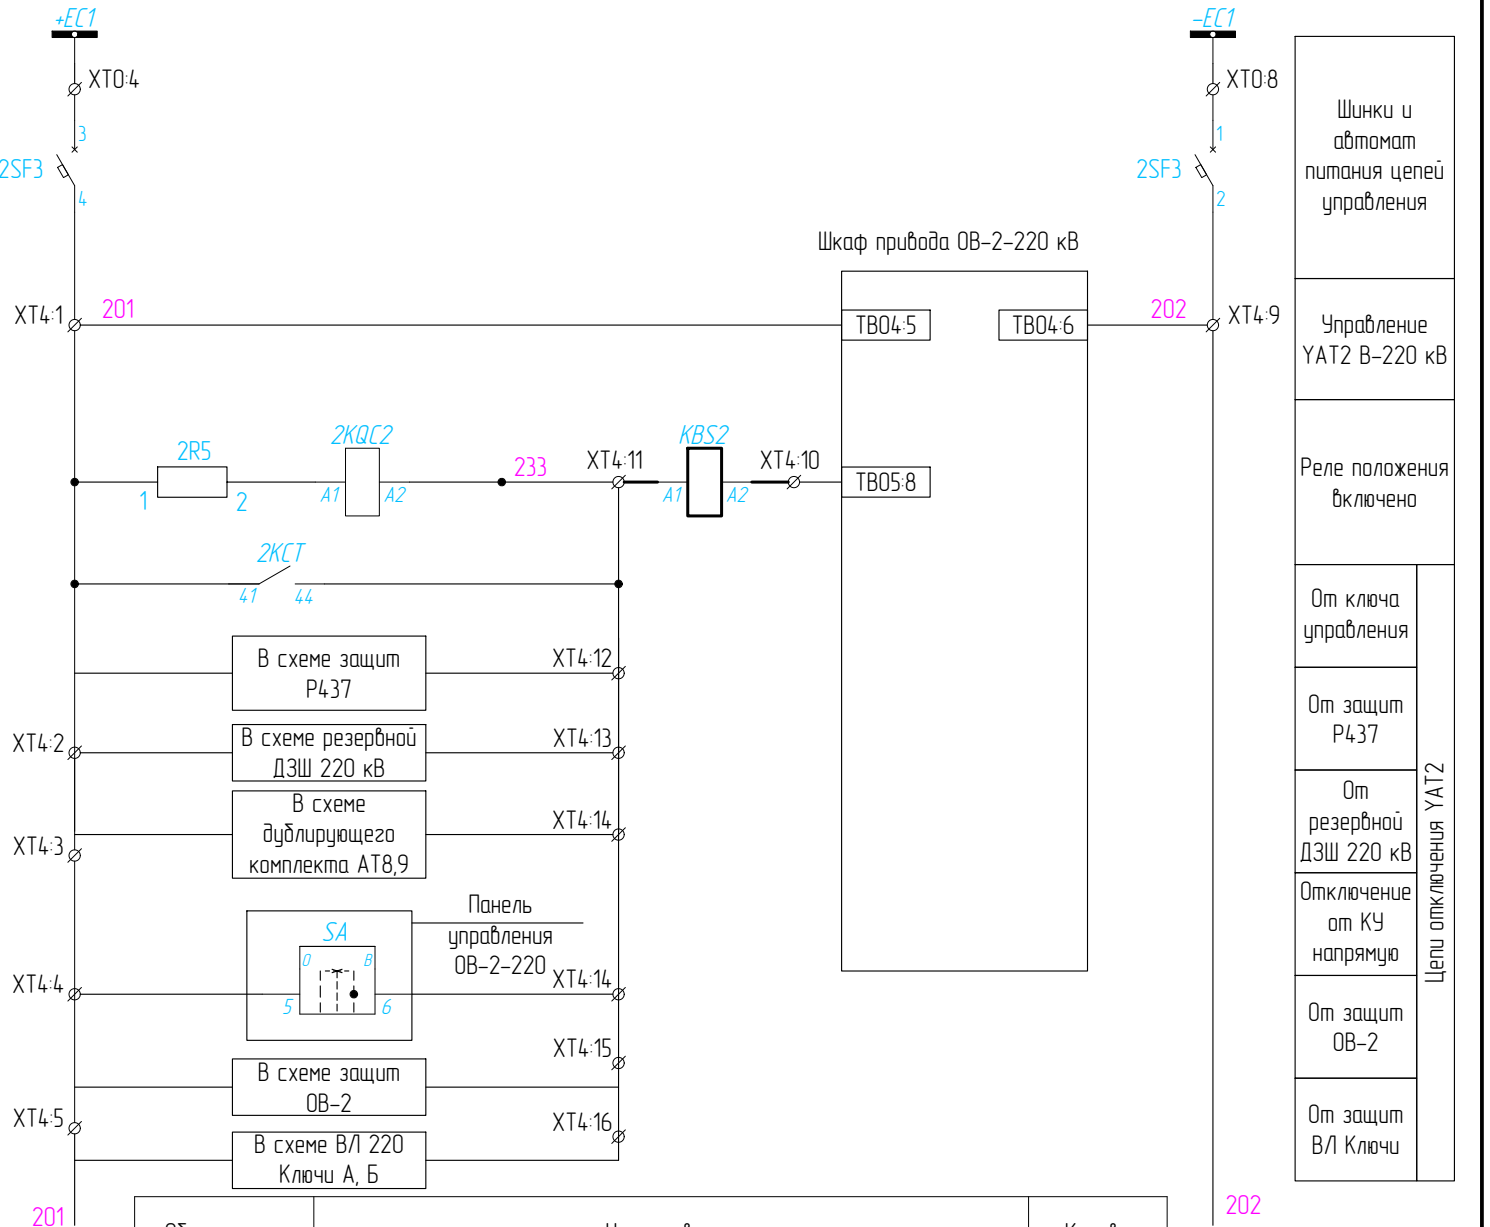 +EC1
-EC1
XT0:4
XT0:8
3
2SF3
4
1
2SF3
2
Шинки и
автомат
питания цепей
управления
Шкаф привода ОВ-2-220 кВ
XT4:1
201
TB04:5
TB04:6
202
XT4:9
Управление
YAT2 В-220 кВ
2R5
1
2
2KQC2
A1
A2
233
XT4:11
KBS2
A1
A2
XT4:10
TB05:8
Реле положения
включено
2KCT
41
44
От ключа
управления
В схеме защит
P437
XT4:12
От защит
P437
XT4:2
В схеме резервной
ДЗШ 220 кВ
XT4:13
От
резервной
ДЗШ 220 кВ
XT4:3
В схеме
дублирующего
комплекта АТ8,9
XT4:14
Отключение
от КУ
напрямую
Цепи отключения YAT2
Панель
управления
ОВ-2-220
SA
O
B
5
6
XT4:4
XT4:14
От защит
ОВ-2
XT4:15
В схеме защит
ОВ-2
XT4:5
XT4:16
В схеме ВЛ 220
Ключи А, Б
От защит
ВЛ Ключи
201
202